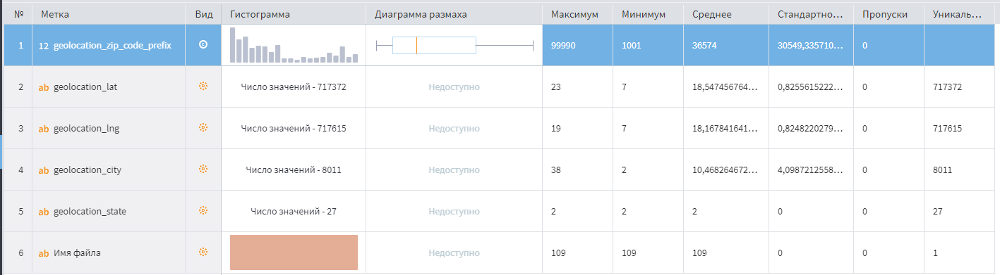 № Метка Вид Гистограмма Диаграмма размаха Максимум Минимум Среднее Стандартно... Пропуски Уникаль...
1 12 geolocation_zip_code_prefix 99990 1001 36574 30549,335710... 0
2 ab geolocation_lat Число значений - 717372 Недоступно 23 7 18,547456764... 0,8255615222... 0 717372
3 ab geolocation_lng Число значений - 717615 Недоступно 19 7 18,167841641... 0,8248220279... 0 717615
4 ab geolocation_city Число значений - 8011 Недоступно 38 2 10,468264672... 4,0987212558... 0 8011
5 ab geolocation_state Число значений - 27 Недоступно 2 2 2 0 0 27
6 ab Имя файла Недоступно 109 109 109 0 0 1